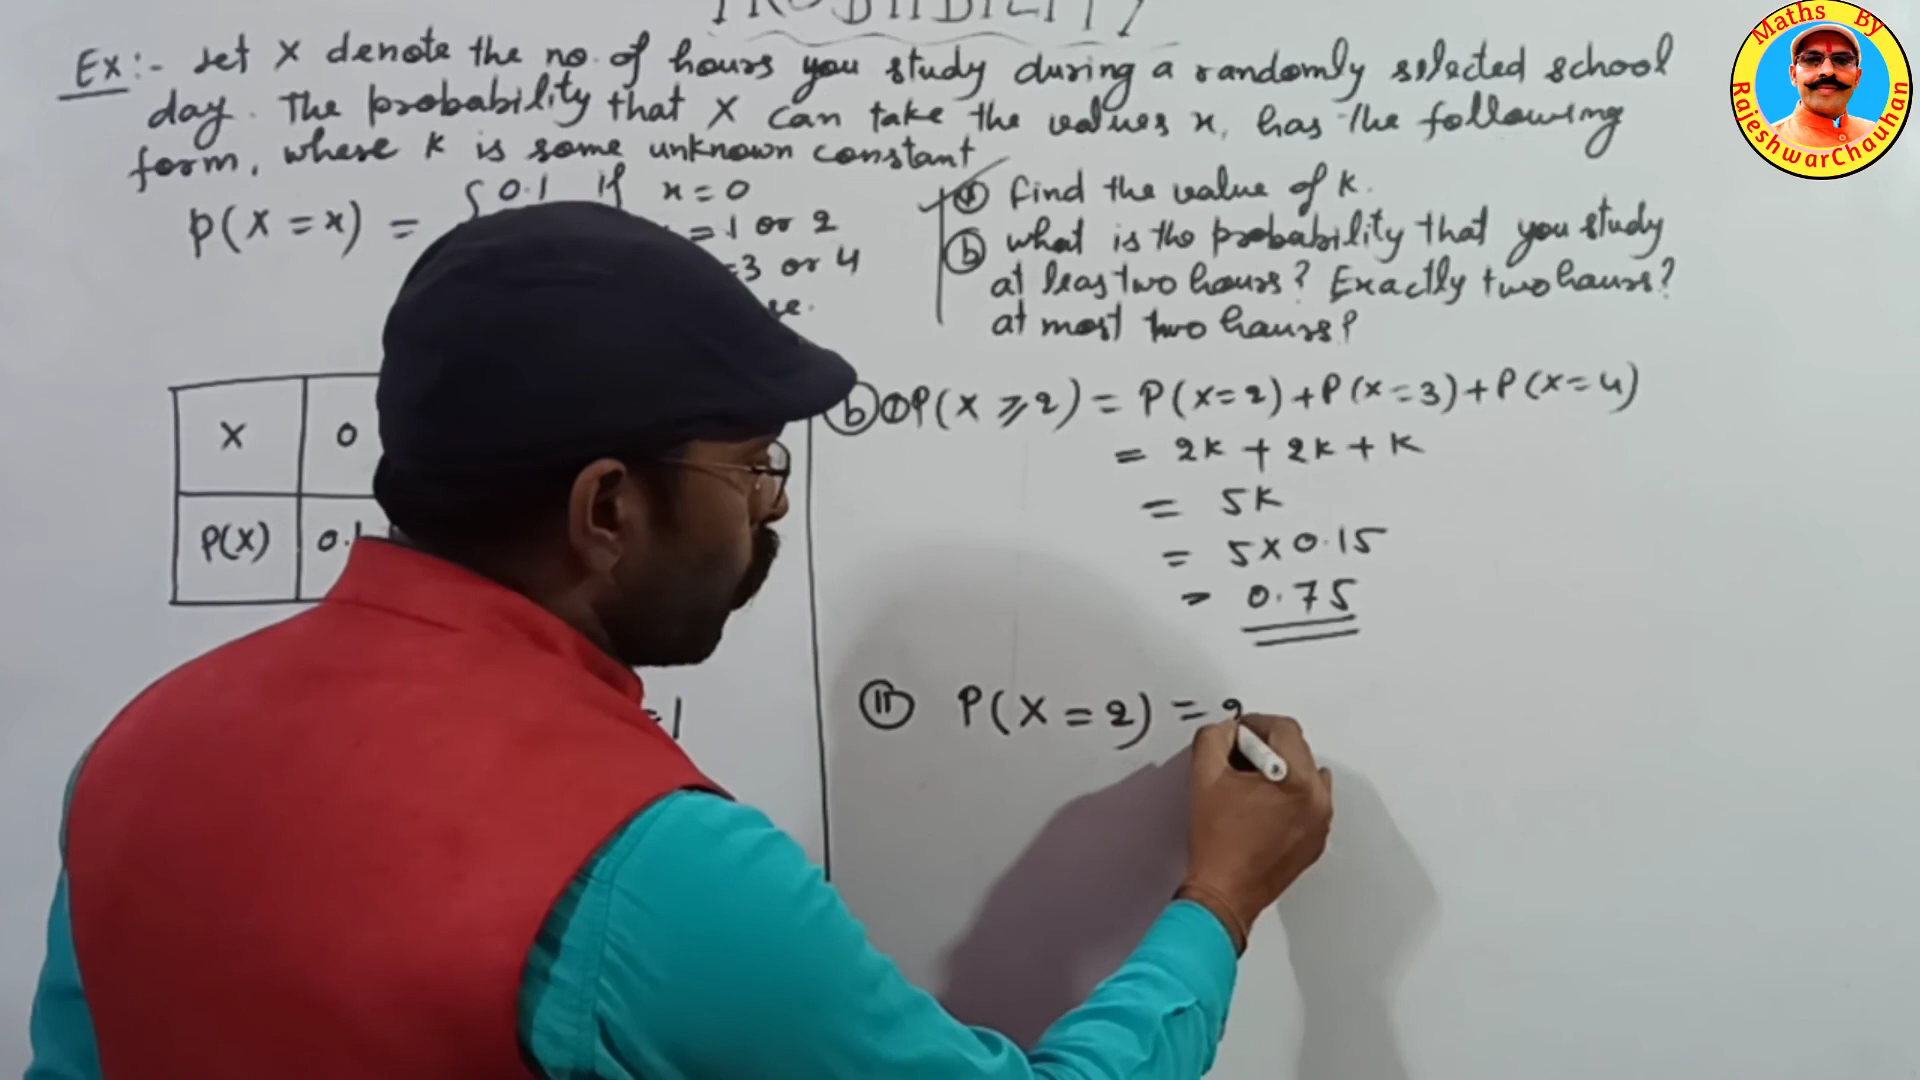 PROBABILITY
Ex:- Let X denote the no. of hours you study during a randomly selected school
day. The probability that X can take the values x, has the following
form, where K is some unknown constant
P(X=x) = { 0.1 if x=0
=1 or 2
=3 or 4
se.
(a) find the value of K.
(b) what is the probability that you study
at least two hours? Exactly two hours?
at most two hours?
X 0
P(X) 0.1
=1
(b) (i) P(X ⩾ 2) = P(X=2)+P(X=3)+P(X=4)
= 2K + 2K + K
= 5K
= 5×0.15
= 0.75
(ii) P(X=2) = 2
Maths By
RajeshwarChauhan